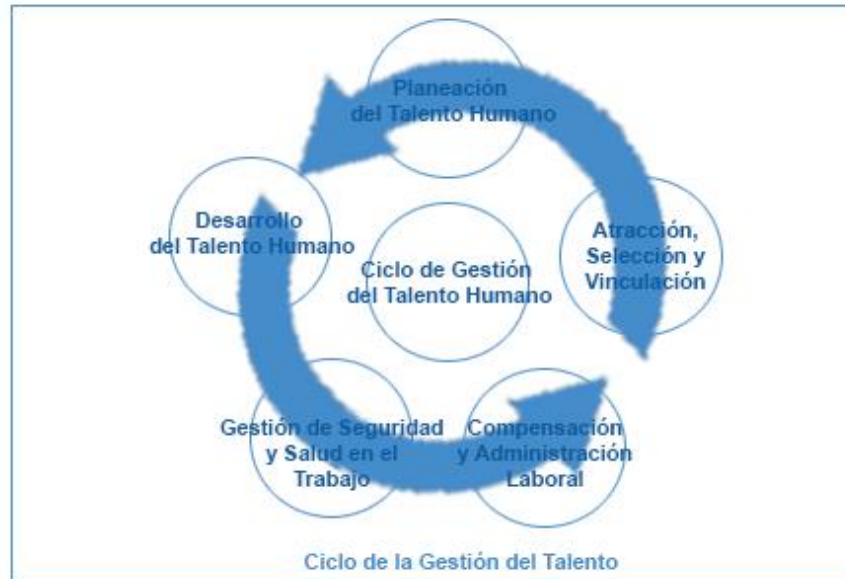 Planeación
del Talento Humano
Desarrollo
del Talento Humano
Atracción,
Selección y
Vinculación
Ciclo de Gestión
del Talento Humano
Gestión de Seguridad
y Salud en el
Trabajo
Compensación
y Administración
Laboral
Ciclo de la Gestión del Talento